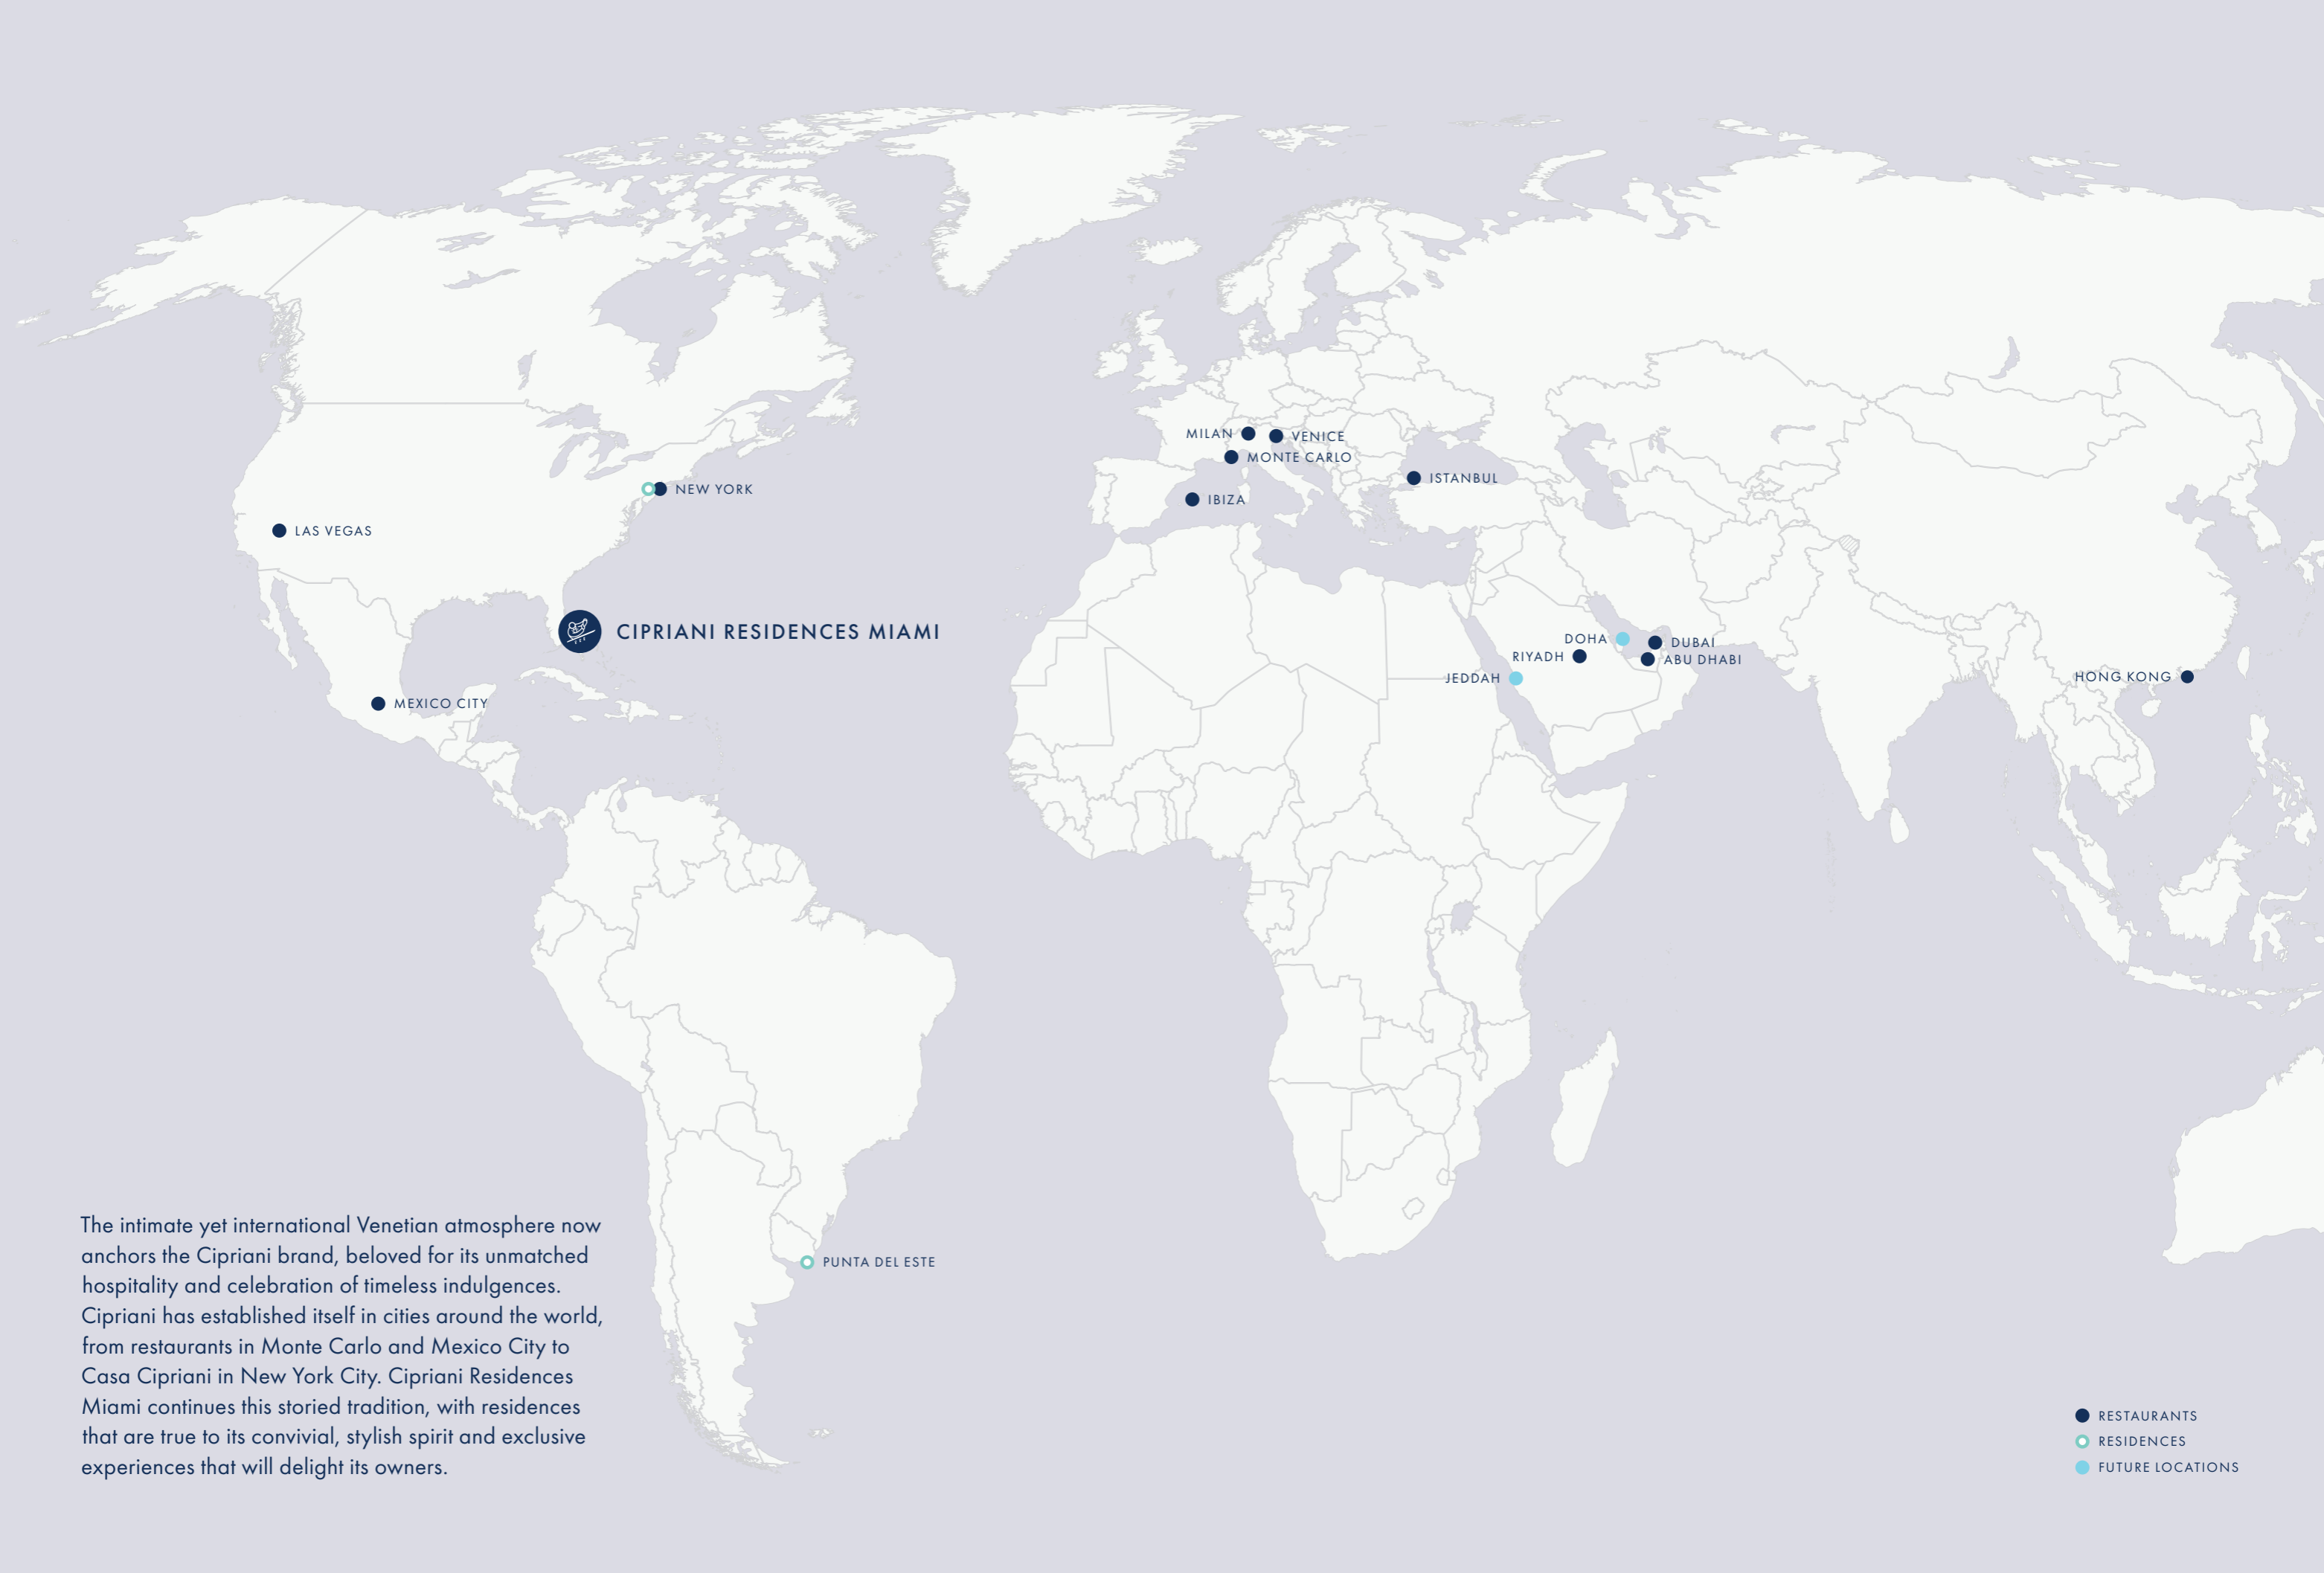 MILAN
VENICE
MONTE CARLO
ISTANBUL
NEW YORK
IBIZA
LAS VEGAS
CIPRIANI RESIDENCES MIAMI
DOHA
DUBAI
RIYADH
ABU DHABI
JEDDAH
HONG KONG
MEXICO CITY
PUNTA DEL ESTE
The intimate yet international Venetian atmosphere now
anchors the Cipriani brand, beloved for its unmatched
hospitality and celebration of timeless indulgences.
Cipriani has established itself in cities around the world,
from restaurants in Monte Carlo and Mexico City to
Casa Cipriani in New York City. Cipriani Residences
Miami continues this storied tradition, with residences
that are true to its convivial, stylish spirit and exclusive
experiences that will delight its owners.
RESTAURANTS
RESIDENCES
FUTURE LOCATIONS